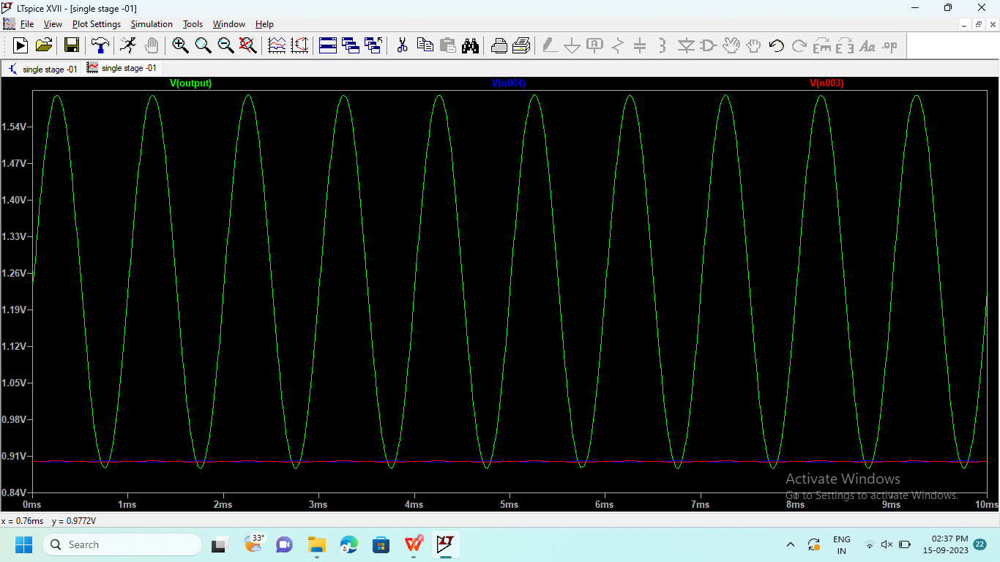 LTspice XVII - [single stage -01]
File View Plot Settings Simulation Tools Window Help
single stage -01 single stage -01
V(output) V(n004) V(n003)
1.54V
1.47V
1.40V
1.33V
1.26V
1.19V
1.12V
1.05V
0.98V
0.91V
0.84V
0ms 1ms 2ms 3ms 4ms 5ms 6ms 7ms 8ms 9ms 10ms
Activate Windows
Go to Settings to activate Windows.
x = 0.76ms y = 0.9772V
33°
Search
ENG
IN
02:37 PM
15-09-2023
22